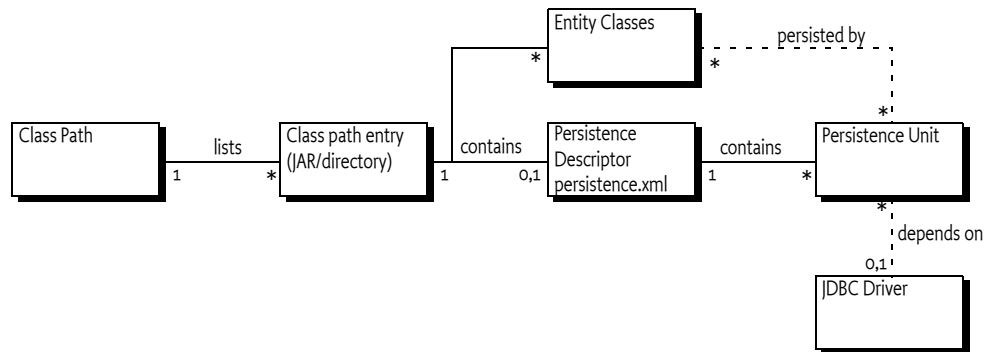 Entity Classes
persisted by
*
*
*
Class Path
lists
1
*
Class path entry
(JAR/directory)
1
contains
0,1
Persistence
Descriptor
persistence.xml
contains
1
*
Persistence Unit
*
depends on
0,1
JDBC Driver